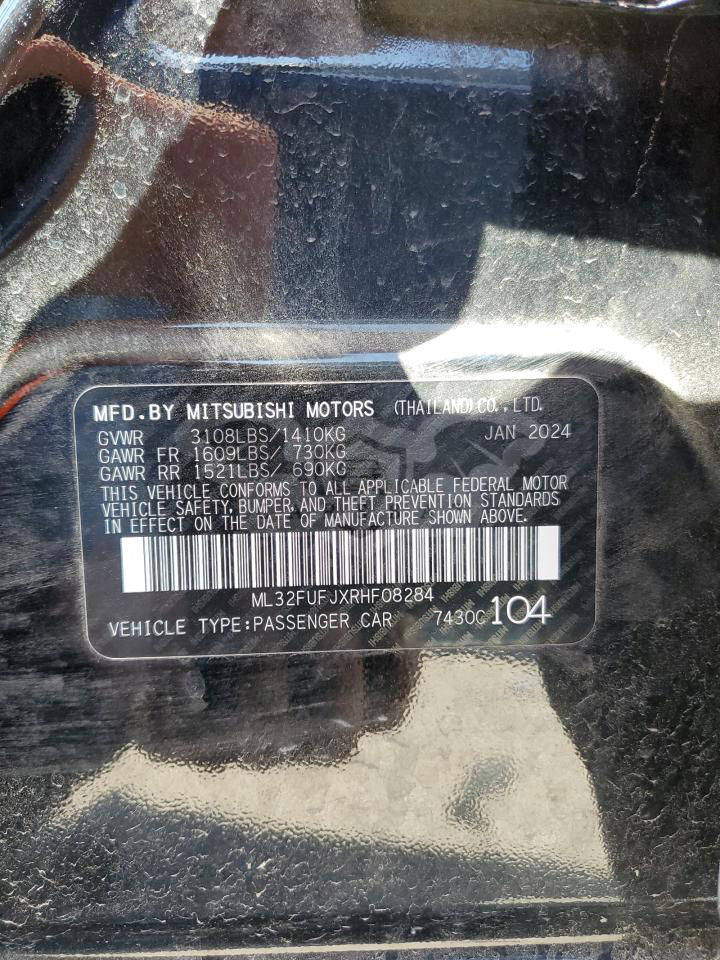 MFD.BY MITSUBISHI MOTORS (THAILAND)CO.,LTD.
GVWR 3108LBS/1410KG JAN 2024
GAWR FR 1609LBS/ 730KG
GAWR RR 1521LBS/ 690KG
THIS VEHICLE CONFORMS TO ALL APPLICABLE FEDERAL MOTOR
VEHICLE SAFETY, BUMPER, AND THEFT PREVENTION STANDARDS
IN EFFECT ON THE DATE OF MANUFACTURE SHOWN ABOVE.
ML32FUFJXRHF08284
VEHICLE TYPE:PASSENGER CAR 7430C 104